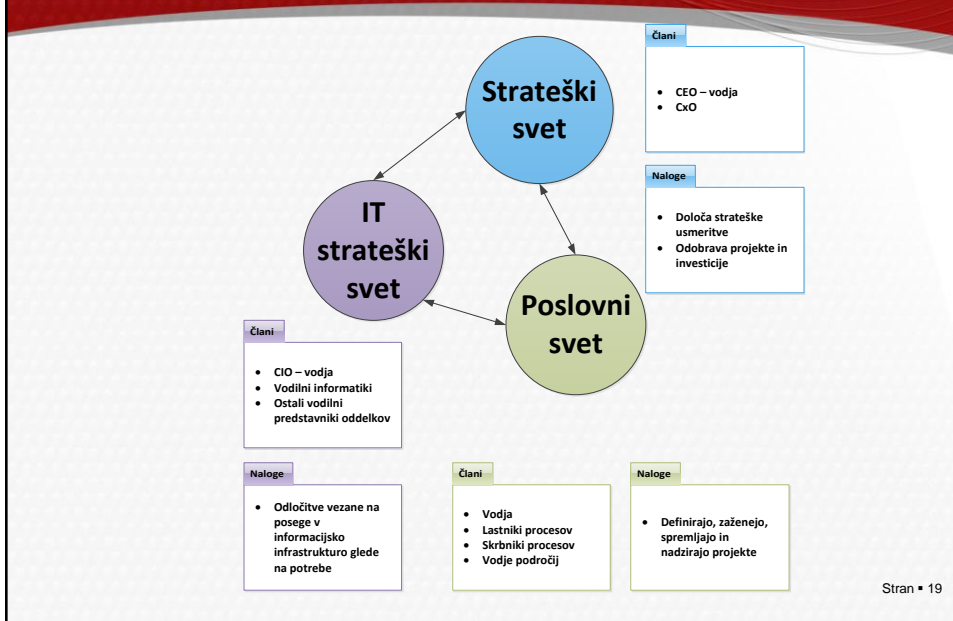 Strateški
svet
IT
strateški
svet
Poslovni
svet
Člani
• CEO – vodja
• CxO
Naloge
• Določa strateške
usmeritve
• Odobrava projekte in
investicije
Člani
• CIO – vodja
• Vodilni informatiki
• Ostali vodilni
predstavniki oddelkov
Naloge
• Odločitve vezane na
posege v
informacijsko
infrastrukturo glede
na potrebe
Člani
• Vodja
• Lastniki procesov
• Skrbniki procesov
• Vodje področij
Naloge
• Definirajo, zaženejo,
spremljajo in
nadzirajo projekte
Stran ▪ 19